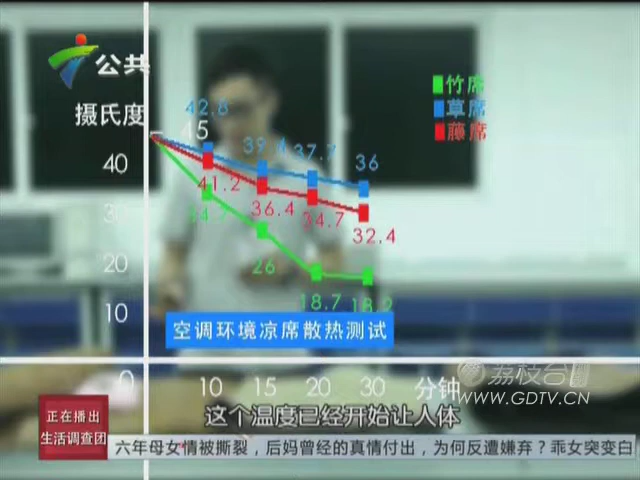 公共
竹席
草席
藤席
摄氏度
45
42.8
39.4
37.7
36
40
41.2
36.4
34.7
32.4
30
26
20
18.7
18.2
10
空调环境凉席散热测试
0 10 15 20 30 分钟
荔枝台
www.GDTV.CN
这个温度已经开始让人体
正在播出
生活调查团
六年母女情被撕裂，后妈曾经的真情付出，为何反遭嫌弃？乖女突变白